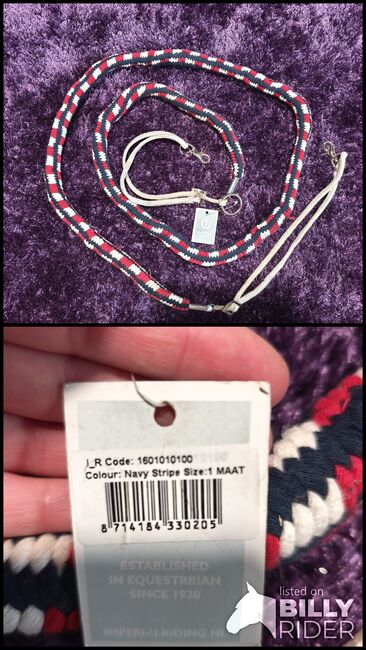 I_R Code: 1601010100
Colour: Navy Stripe Size:1 MAAT
8 714184 330205
ESTABLISHED
IN EQUESTRRIAN
SINCE 1920
IMPERIALRIDING.NL
listed on
BILLY
RIDER